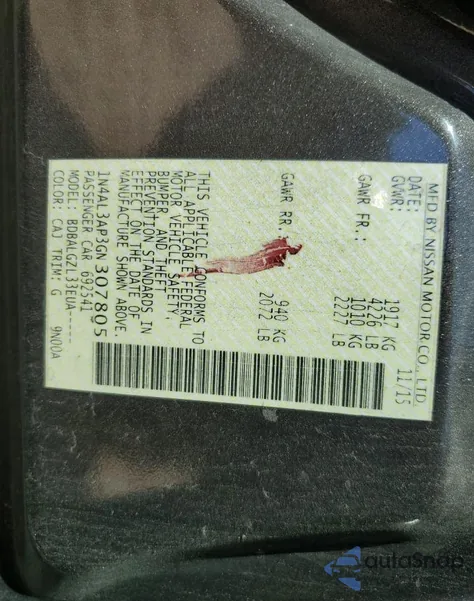 MFD BY NISSAN MOTOR CO., LTD.
DATE: 11/15
GVWR: 1917 KG
4226 LB
GAWR FR.: 1010 KG
2227 LB
GAWR RR.: 940 KG
2072 LB
THIS VEHICLE CONFORMS TO
ALL APPLICABLE FEDERAL
MOTOR VEHICLE SAFETY,
BUMPER, AND THEFT
PREVENTION STANDARDS IN
EFFECT ON THE DATE OF
MANUFACTURE SHOWN ABOVE.
1N4AL3AP3GN307805
PASSENGER CAR 692541
MODEL: BDRALGZL33EUA-----
COLOR: CAJ TRIM: G 9N00A
autoSnap